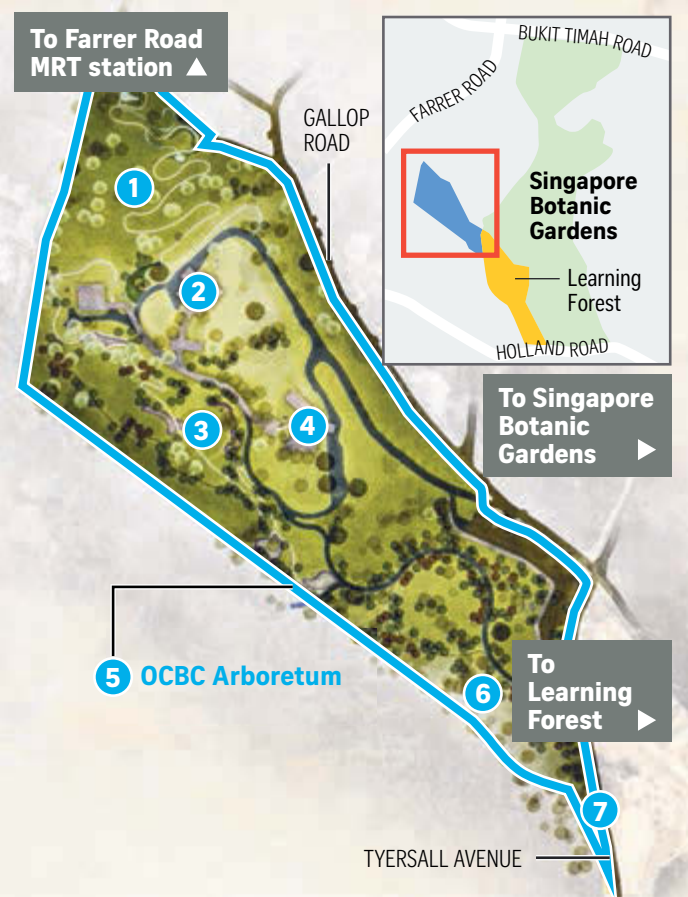 To Farrer Road
MRT station ▲
GALLOP
ROAD
BUKIT TIMAH ROAD
FARRER ROAD
Singapore
Botanic
Gardens
Learning
Forest
HOLLAND ROAD
1
2
3
4
To Singapore
Botanic
Gardens ▶
5 OCBC Arboretum
6
To
Learning
Forest ▶
7
TYERSALL AVENUE